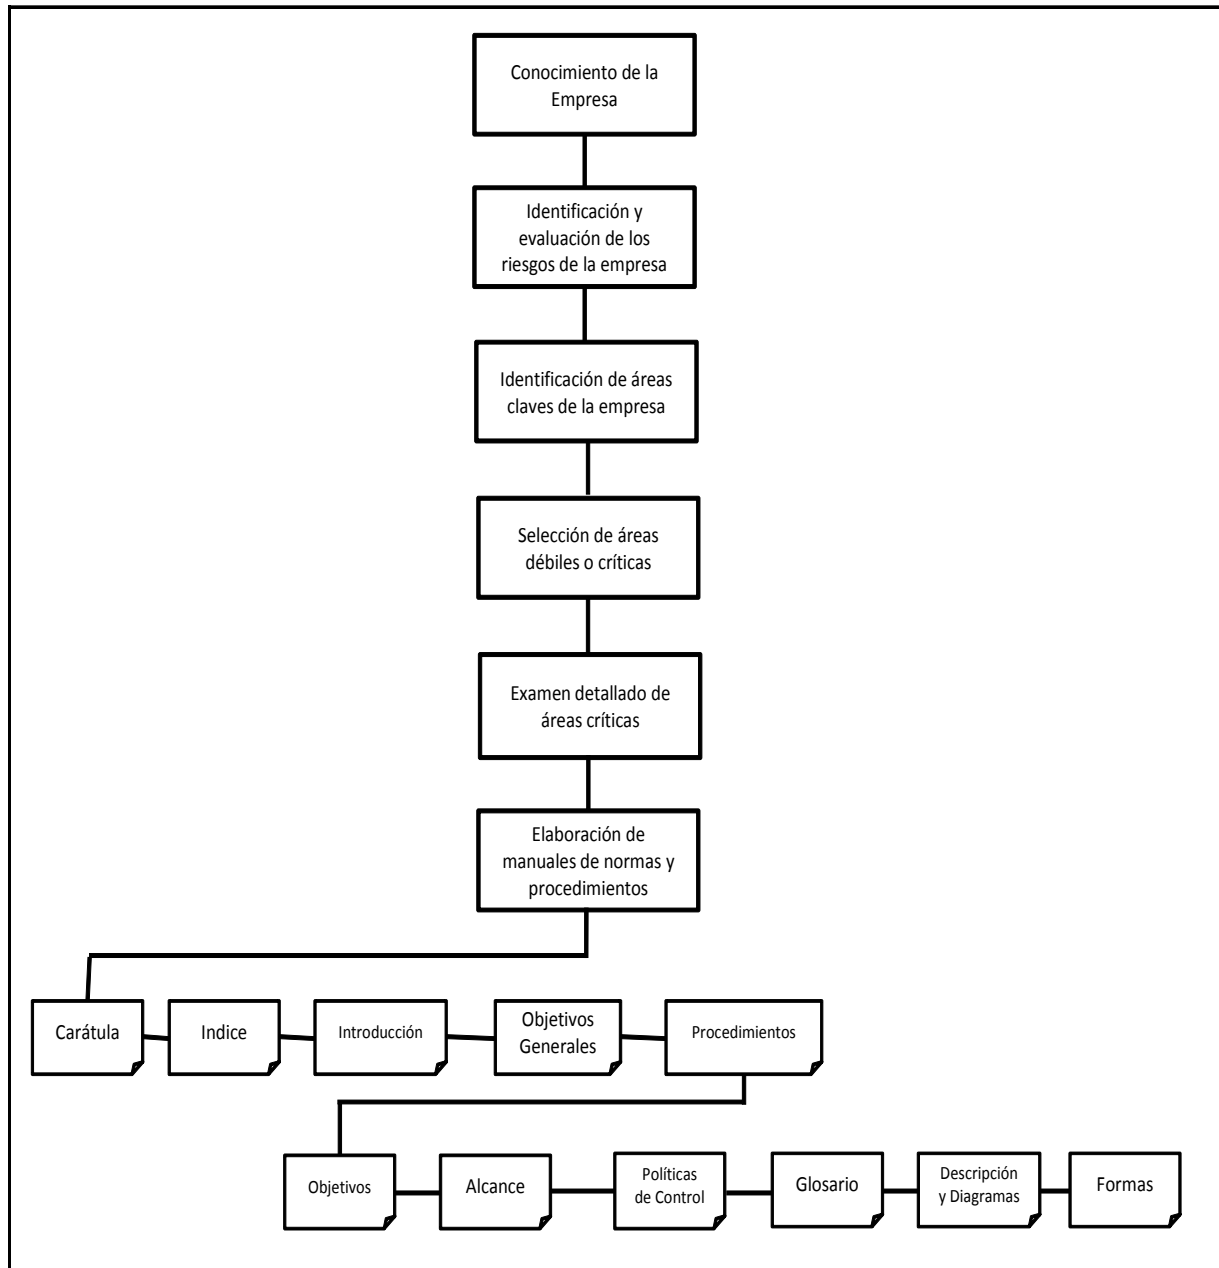 Conocimiento de la
Empresa
Identificación y
evaluación de los
riesgos de la empresa
Identificación de áreas
claves de la empresa
Selección de áreas
débiles o críticas
Examen detallado de
áreas críticas
Elaboración de
manuales de normas y
procedimientos
Carátula
Indice
Introducción
Objetivos
Generales
Procedimientos
Objetivos
Alcance
Políticas
de Control
Glosario
Descripción
y Diagramas
Formas